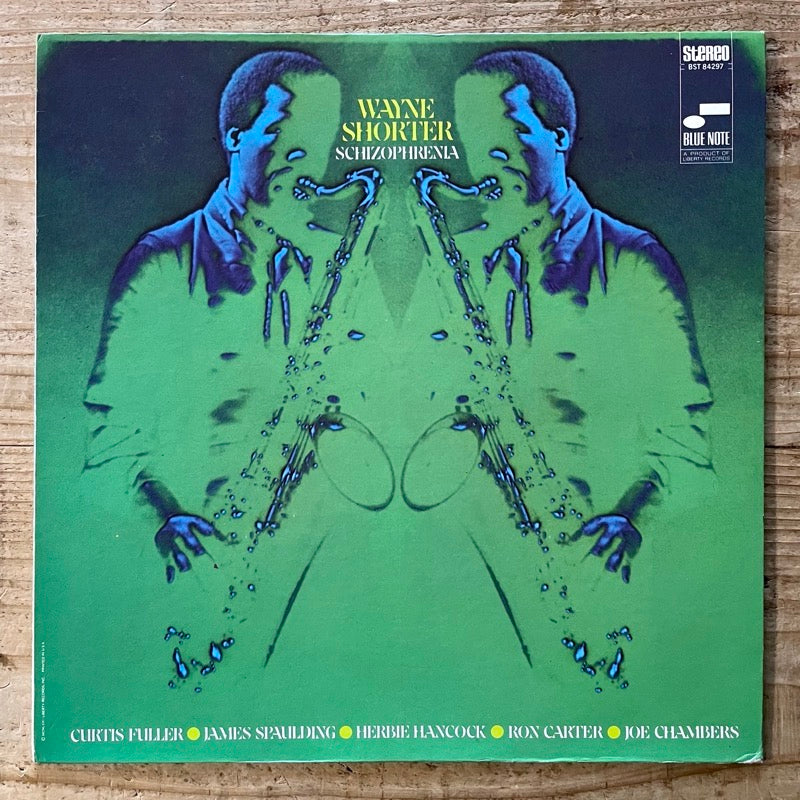 Stereo
BST 84297
WAYNE
SHORTER
SCHIZOPHRENIA
BLUE NOTE
A PRODUCT OF
LIBERTY RECORDS
CURTIS FULLER ● JAMES SPAULDING ● HERBIE HANCOCK ● RON CARTER ● JOE CHAMBERS